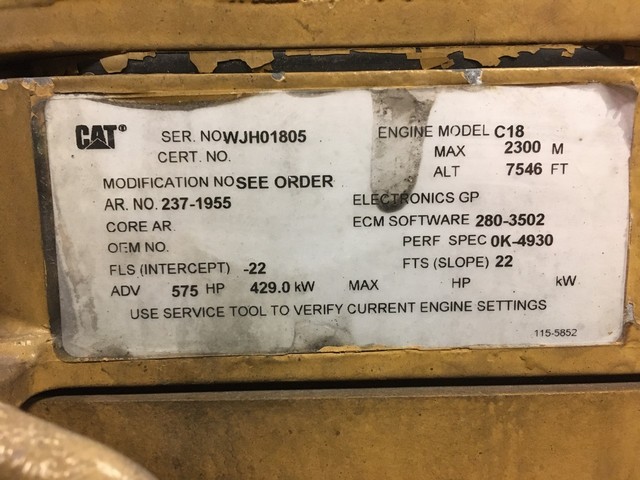 CAT®
SER. NO WJH01805
CERT. NO.
ENGINE MODEL C18
MAX 2300 M
ALT 7546 FT
MODIFICATION NO SEE ORDER
AR. NO. 237-1955
CORE AR.
OEM NO.
ELECTRONICS GP
ECM SOFTWARE 280-3502
PERF SPEC 0K-4930
FLS (INTERCEPT) -22
FTS (SLOPE) 22
ADV 575 HP 429.0 kW MAX HP kW
USE SERVICE TOOL TO VERIFY CURRENT ENGINE SETTINGS
115-5852